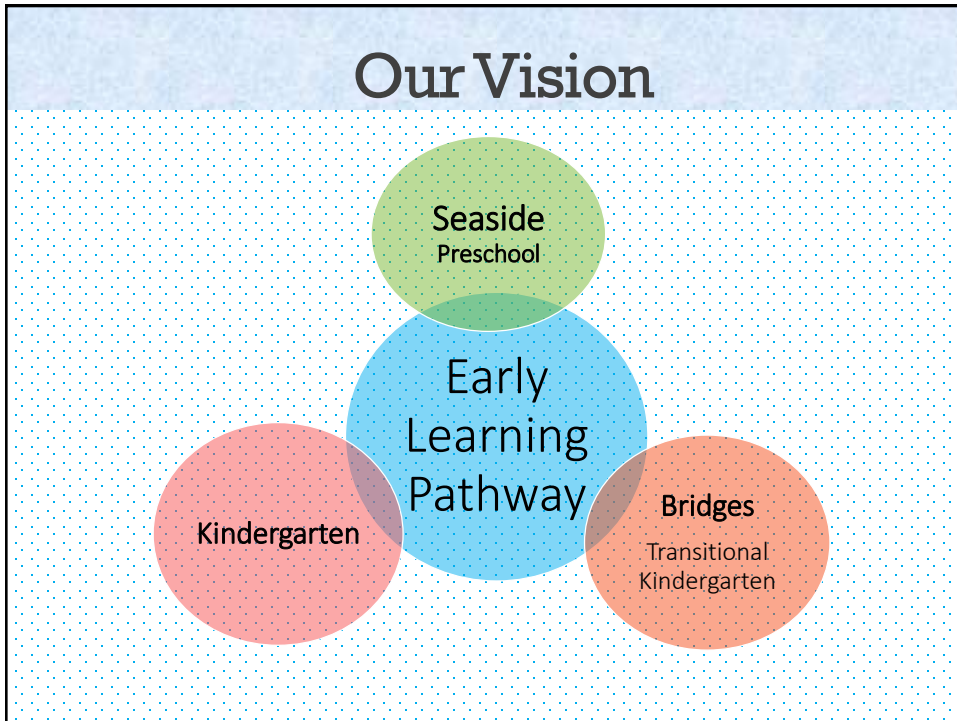 Our Vision
Seaside
Preschool
Early
Learning
Pathway
Kindergarten
Bridges
Transitional
Kindergarten